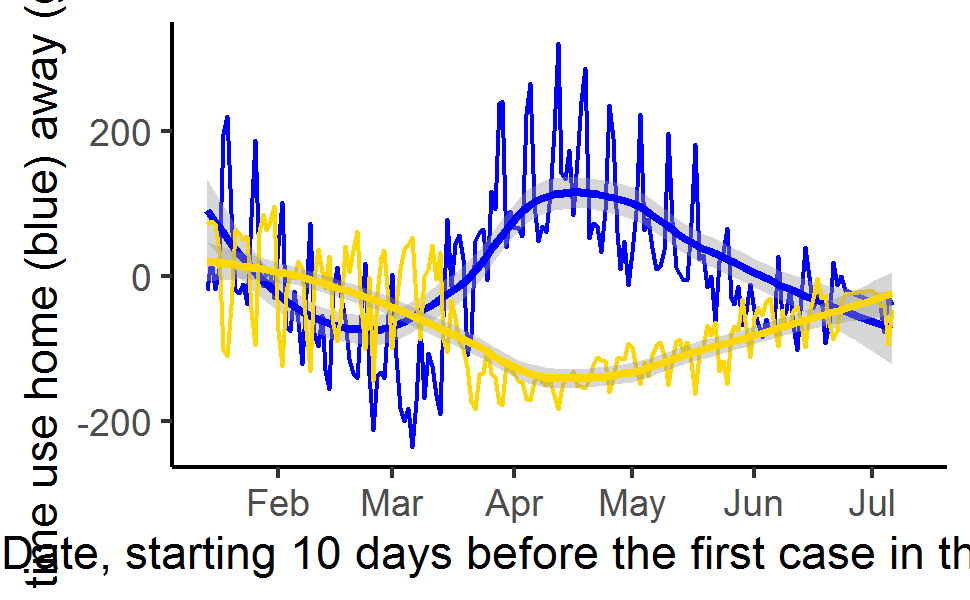 time use home (blue) away (
200
0
-200
Feb Mar Apr May Jun Jul
Date, starting 10 days before the first case in th